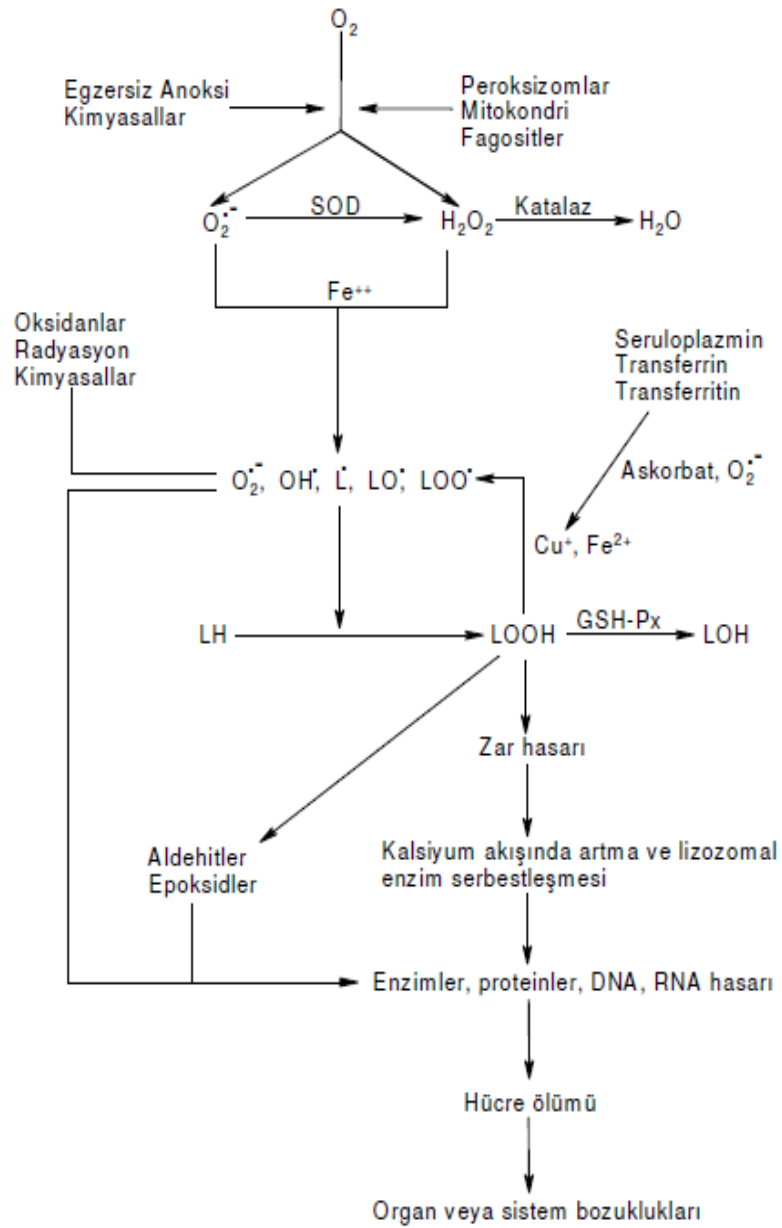 O₂
Egzersiz Anoksi
Kimyasallar
Peroksizomlar
Mitokondri
Fagositler
O₂•⁻ SOD H₂O₂ Katalaz H₂O
Fe⁺⁺
Oksidanlar
Radyasyon
Kimyasallar
Seruloplazmin
Transferrin
Transferritin
Askorbat, O₂•⁻
O₂•⁻, OH•, L•, LO•, LOO•
Cu⁺, Fe²⁺
LH LOOH GSH-Px LOH
Zar hasarı
Aldehitler
Epoksidler
Kalsiyum akışında artma ve lizozomal
enzim serbestleşmesi
Enzimler, proteinler, DNA, RNA hasarı
Hücre ölümü
Organ veya sistem bozuklukları